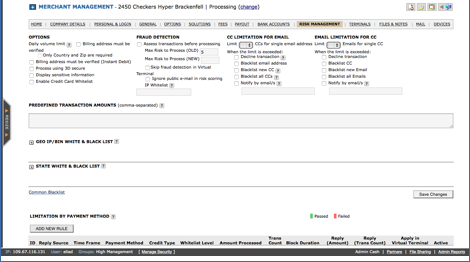 MERCHANT MANAGEMENT - 2450 Checkers Hyper Brackenfell | Processing (change)
HOME COMPANY DETAILS PERSONAL & LOGIN GENERAL OPTIONS SOLUTIONS FEES PAYOUT BANK ACCOUNTS RISK MANAGEMENT TERMINALS FILES & NOTES MAIL DEVICES
OPTIONS
Daily volume limit Billing address must be verified
Only Country and Zip are required
Billing address must be verified (Instant Debit)
Process using 3D secure
Display sensitive information
Enable Credit Card Whitelist
FRAUD DETECTION
Assess transactions before processing
Max Risk to Process (OLD)
Max Risk to Process (NEW)
Skip fraud detection in Virtual
Terminal
Ignore public e-mail in risk scoring
IP Whitelist
CC LIMITATION FOR EMAIL
Limit CCs for single email address
When the limit is exceeded:
Decline transaction
Blacklist email address
Blacklist new CC
Blacklist all CCs
Notify by email/s
EMAIL LIMITATION FOR CC
Limit Emails for single CC
When the limit is exceeded:
Decline transaction
Blacklist CC
Blacklist new Email
Blacklist all Emails
Notify by email/s
PREDEFINED TRANSACTION AMOUNTS (comma-separated)
GEO IP/BIN WHITE & BLACK LIST
STATE WHITE & BLACK LIST
Common Blacklist
Save Changes
LIMITATION BY PAYMENT METHOD
Passed Failed
ADD NEW RULE
ID Reply Source Time Frame Payment Method Credit Type Whitelist Level Amount Processed Trans Count Block Duration Reply (Amount) Reply (Trans Count) Apply in Virtual Terminal Active
IP: 109.67.116.131 User: eliad Groups: High Management [Manage Security] Admin Cash | Partners | File Sharing | Admin Reports